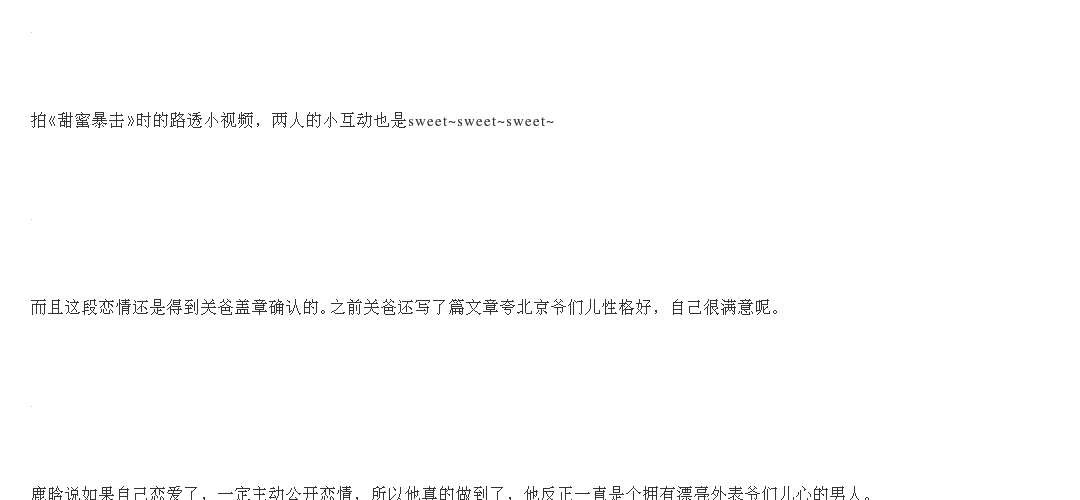 拍《甜蜜暴击》时的路透小视频，两人的小互动也是sweet~sweet~sweet~
而且这段恋情还是得到关爸盖章确认的。之前关爸还写了篇文章夸北京爷们儿性格好，自己很满意呢。
鹿晗说如果自己恋爱了，一定主动公开恋情，所以他真的做到了，他反正一直是个拥有漂亮外表爷们儿心的男人。